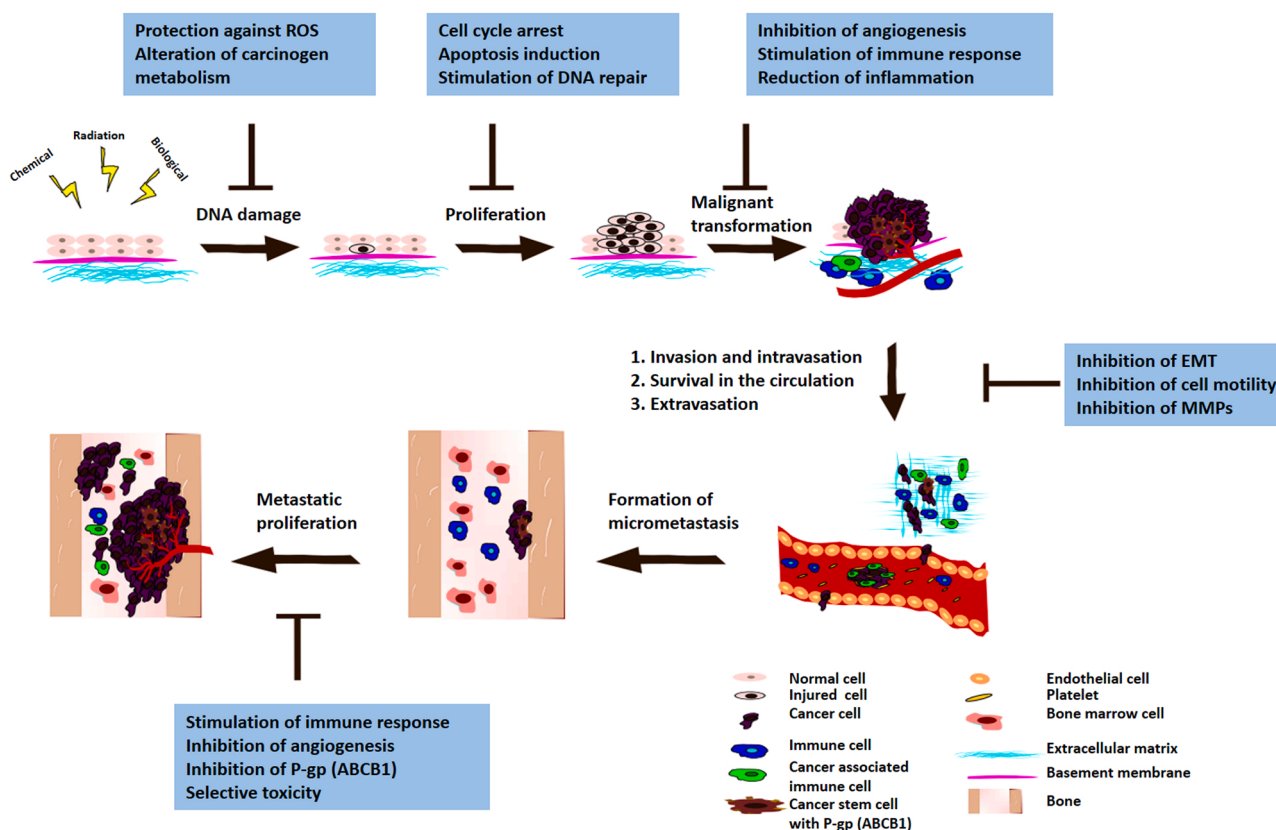 Protection against ROS
Alteration of carcinogen
metabolism
Cell cycle arrest
Apoptosis induction
Stimulation of DNA repair
Inhibition of angiogenesis
Stimulation of immune response
Reduction of inflammation
Chemical
Radiation
Biological
DNA damage
Proliferation
Malignant
transformation
1. Invasion and intravasation
2. Survival in the circulation
3. Extravasation
Inhibition of EMT
Inhibition of cell motility
Inhibition of MMPs
Metastatic
proliferation
Formation of
micrometastasis
Stimulation of immune response
Inhibition of angiogenesis
Inhibition of P-gp (ABCB1)
Selective toxicity
Normal cell
Injured cell
Cancer cell
Immune cell
Cancer associated
immune cell
Cancer stem cell
with P-gp (ABCB1)
Endothelial cell
Platelet
Bone marrow cell
Extracellular matrix
Basement membrane
Bone